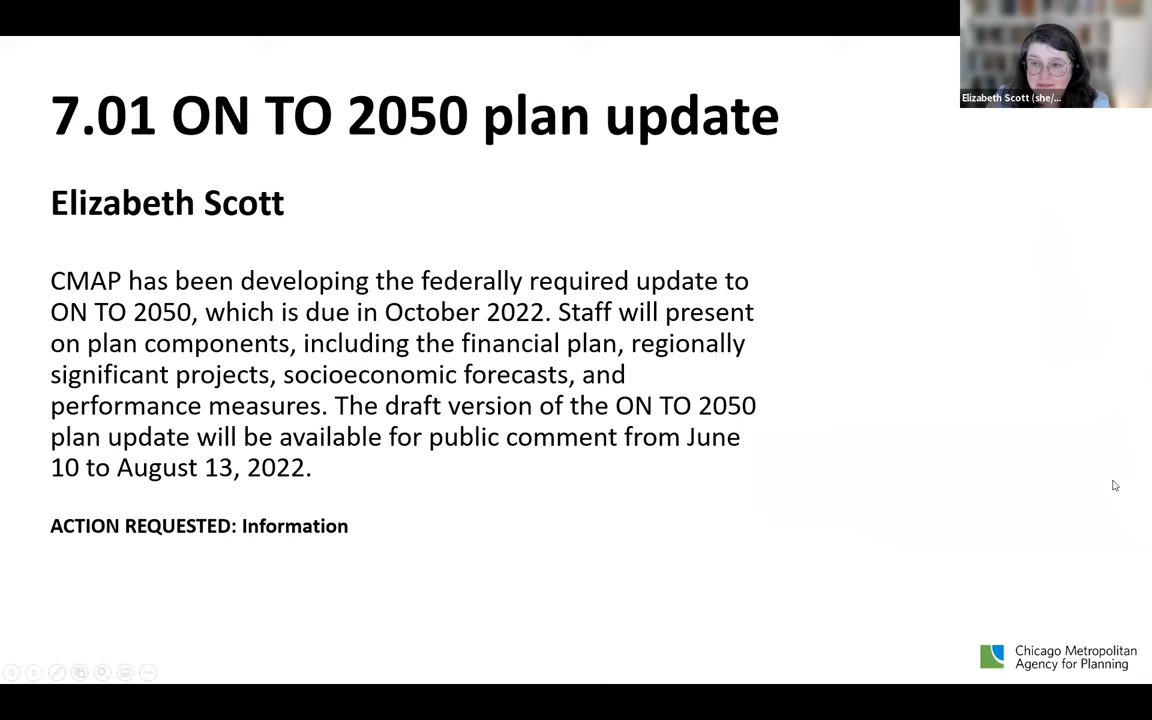 Elizabeth Scott (she/...
7.01 ON TO 2050 plan update
Elizabeth Scott
CMAP has been developing the federally required update to
ON TO 2050, which is due in October 2022. Staff will present
on plan components, including the financial plan, regionally
significant projects, socioeconomic forecasts, and
performance measures. The draft version of the ON TO 2050
plan update will be available for public comment from June
10 to August 13, 2022.
ACTION REQUESTED: Information
Chicago Metropolitan
Agency for Planning